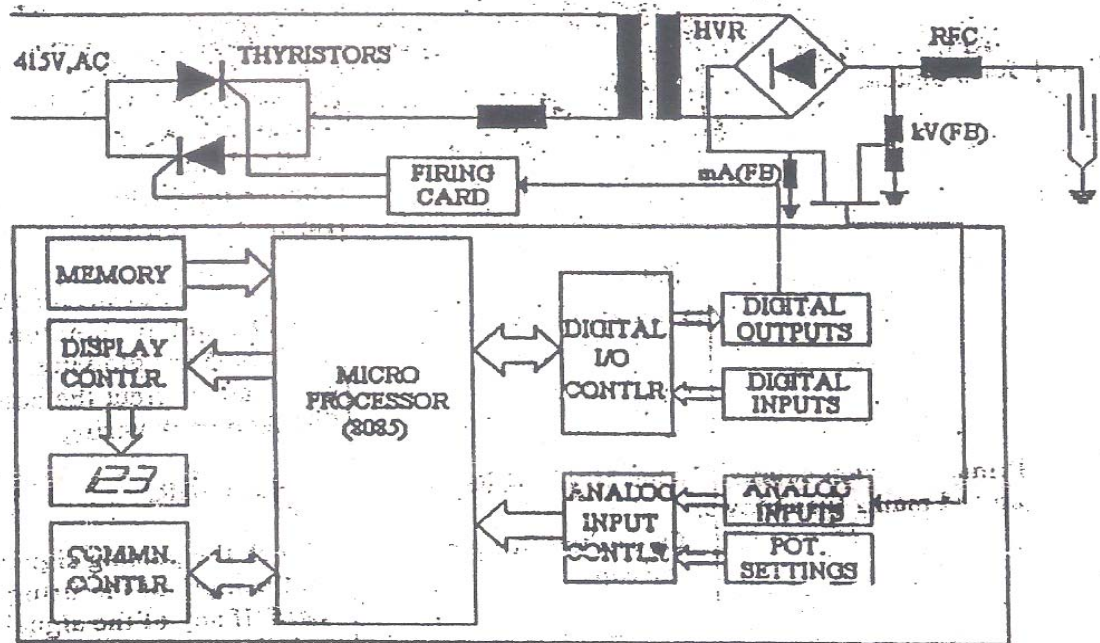 415V,AC
THYRISTORS
HVR
RFC
kV(FB)
mA(FB)
FIRING
CARD
MEMORY
DISPLAY
CONTLR.
123
COMMN.
CONTLR.
MICRO
PROCESSOR
(8085)
DIGITAL
I/O
CONTLR
DIGITAL
OUTPUTS
DIGITAL
INPUTS
ANALOG
INPUT
CONTLR
ANALOG
INPUTS
POT.
SETTINGS